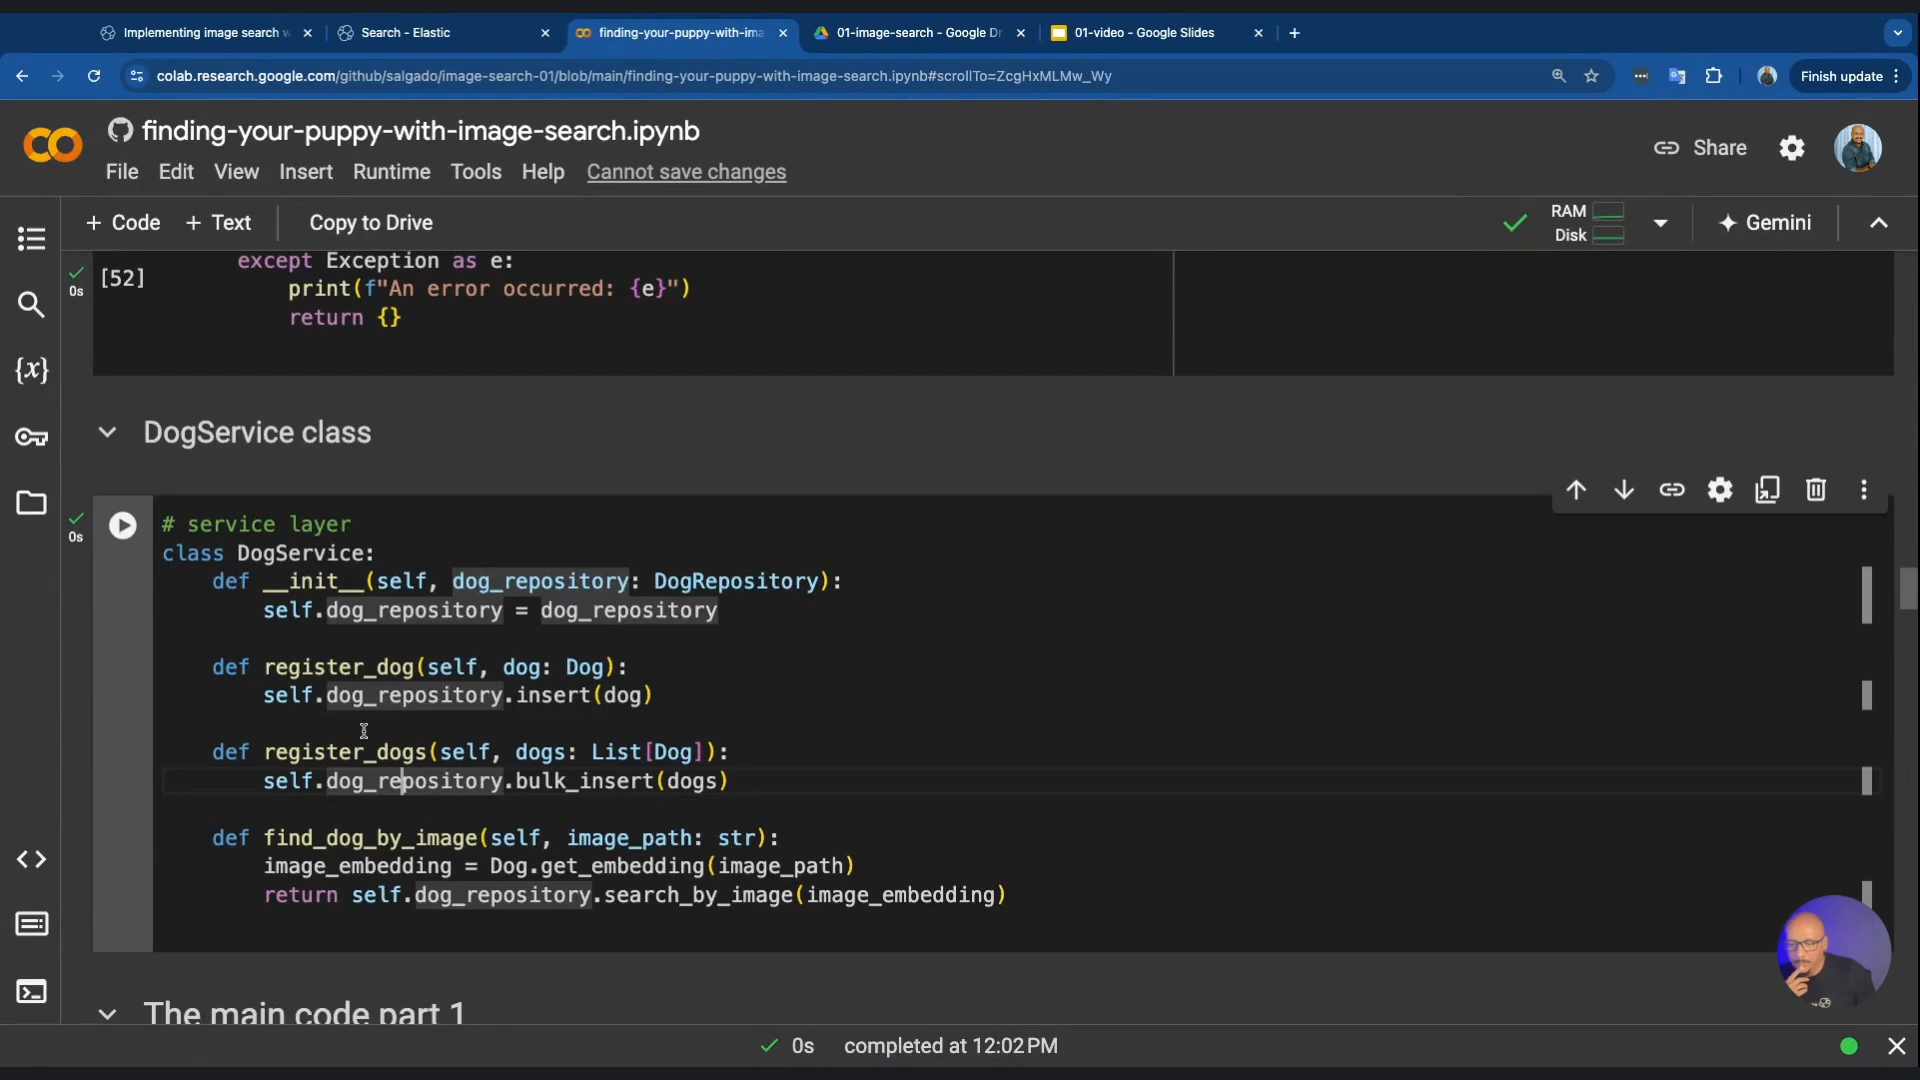 Implementing image search w
Search - Elastic
finding-your-puppy-with-ima
01-image-search - Google Dr
01-video - Google Slides
colab.research.google.com/github/salgado/image-search-01/blob/main/finding-your-puppy-with-image-search.ipynb#scrollTo=ZcgHxMLMw_Wy
Finish update
CO
finding-your-puppy-with-image-search.ipynb
File Edit View Insert Runtime Tools Help Cannot save changes
Share
+ Code + Text Copy to Drive
RAM
Disk
Gemini
0s
[52]
except Exception as e:
print(f"An error occurred: {e}")
return {}
{x}
DogService class
0s
# service layer
class DogService:
def __init__(self, dog_repository: DogRepository):
self.dog_repository = dog_repository
def register_dog(self, dog: Dog):
self.dog_repository.insert(dog)
def register_dogs(self, dogs: List[Dog]):
self.dog_repository.bulk_insert(dogs)
def find_dog_by_image(self, image_path: str):
image_embedding = Dog.get_embedding(image_path)
return self.dog_repository.search_by_image(image_embedding)
The main code part 1
0s completed at 12:02 PM